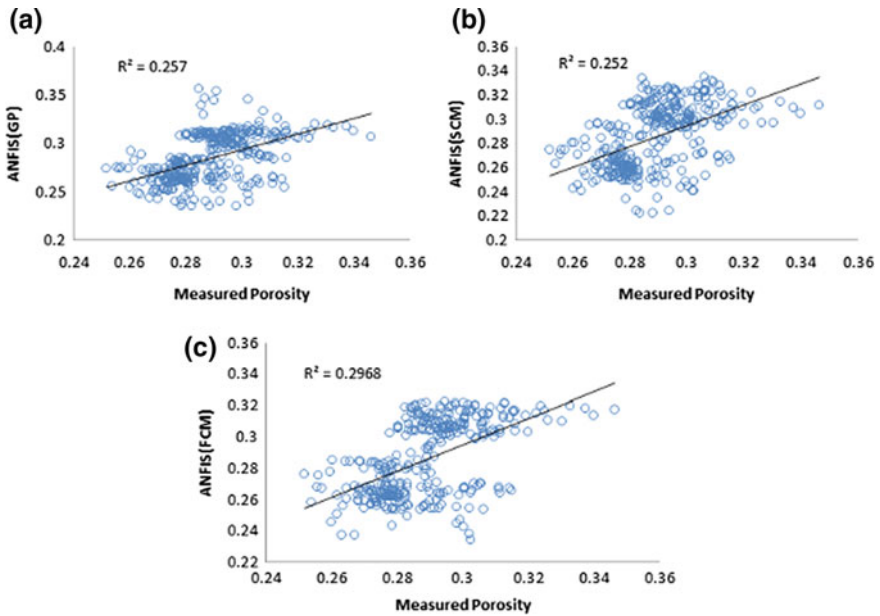 (a)
R² = 0.257
ANFIS(GP)
0.4
0.35
0.3
0.25
0.2
0.24 0.26 0.28 0.3 0.32 0.34 0.36
Measured Porosity
(b)
R² = 0.252
ANFIS(SCM)
0.36
0.34
0.32
0.3
0.28
0.26
0.24
0.22
0.2
0.24 0.26 0.28 0.3 0.32 0.34 0.36
Measured Porosity
(c)
R² = 0.2968
ANFIS(FCM)
0.36
0.34
0.32
0.3
0.28
0.26
0.24
0.22
0.24 0.26 0.28 0.3 0.32 0.34 0.36
Measured Porosity